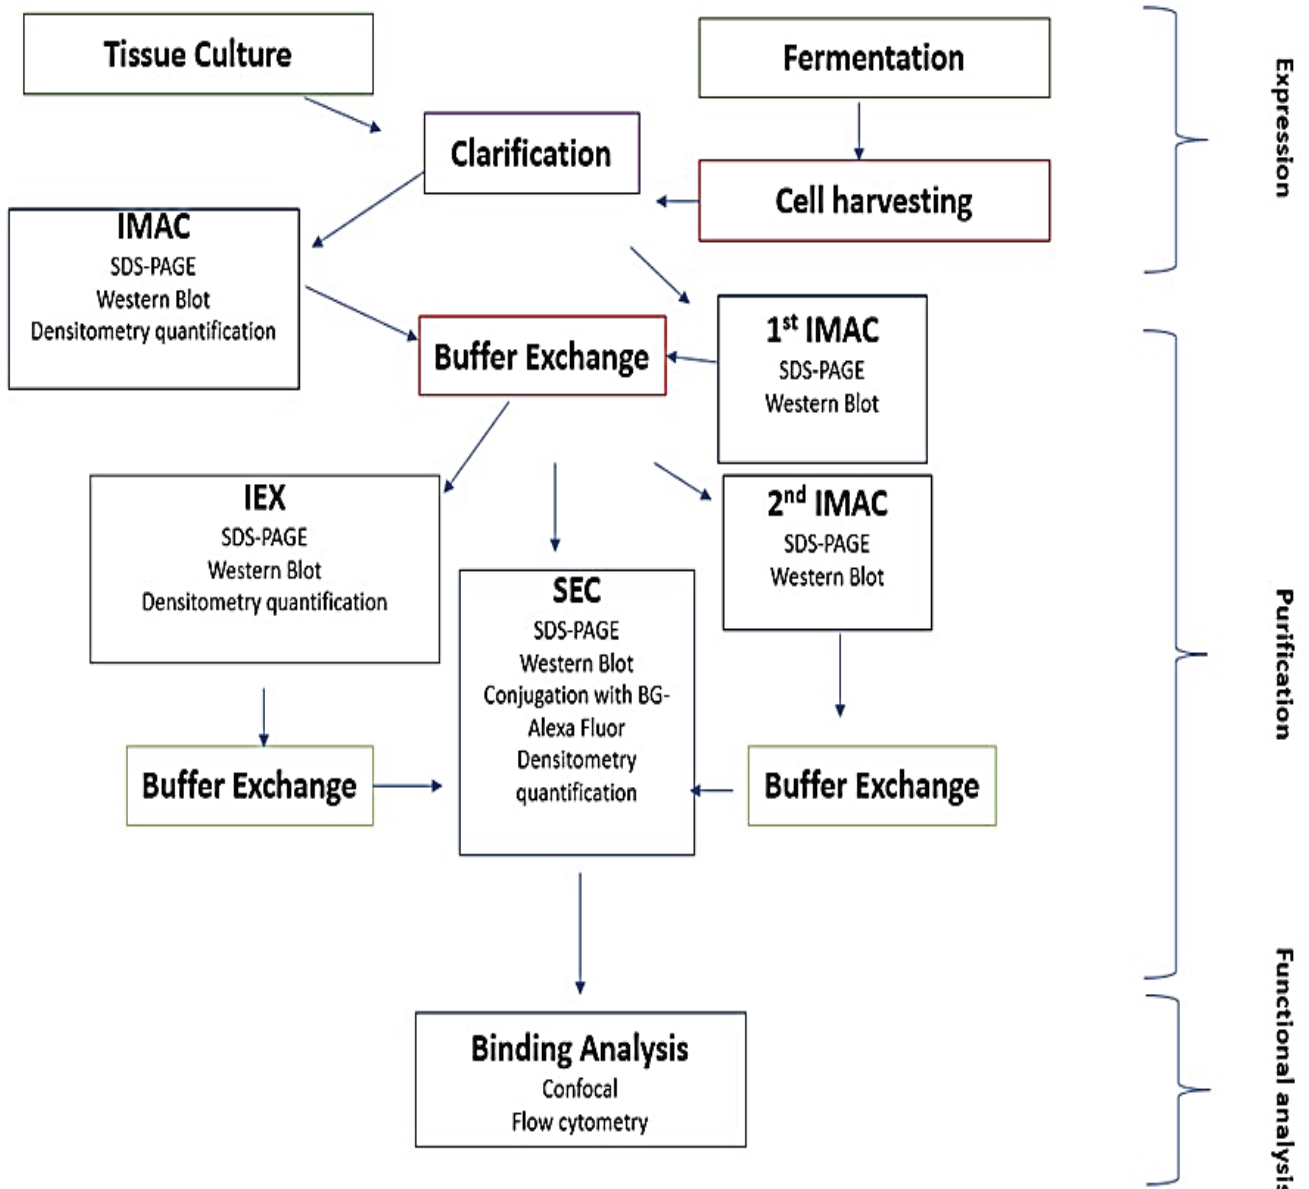 Tissue Culture
Fermentation
Expression
Clarification
Cell harvesting
IMAC
SDS-PAGE
Western Blot
Densitometry quantification
Buffer Exchange
1st IMAC
SDS-PAGE
Western Blot
IEX
SDS-PAGE
Western Blot
Densitometry quantification
2nd IMAC
SDS-PAGE
Western Blot
SEC
SDS-PAGE
Western Blot
Conjugation with BG-
Alexa Fluor
Densitometry
quantification
Purification
Buffer Exchange
Buffer Exchange
Binding Analysis
Confocal
Flow cytometry
Functional analysis